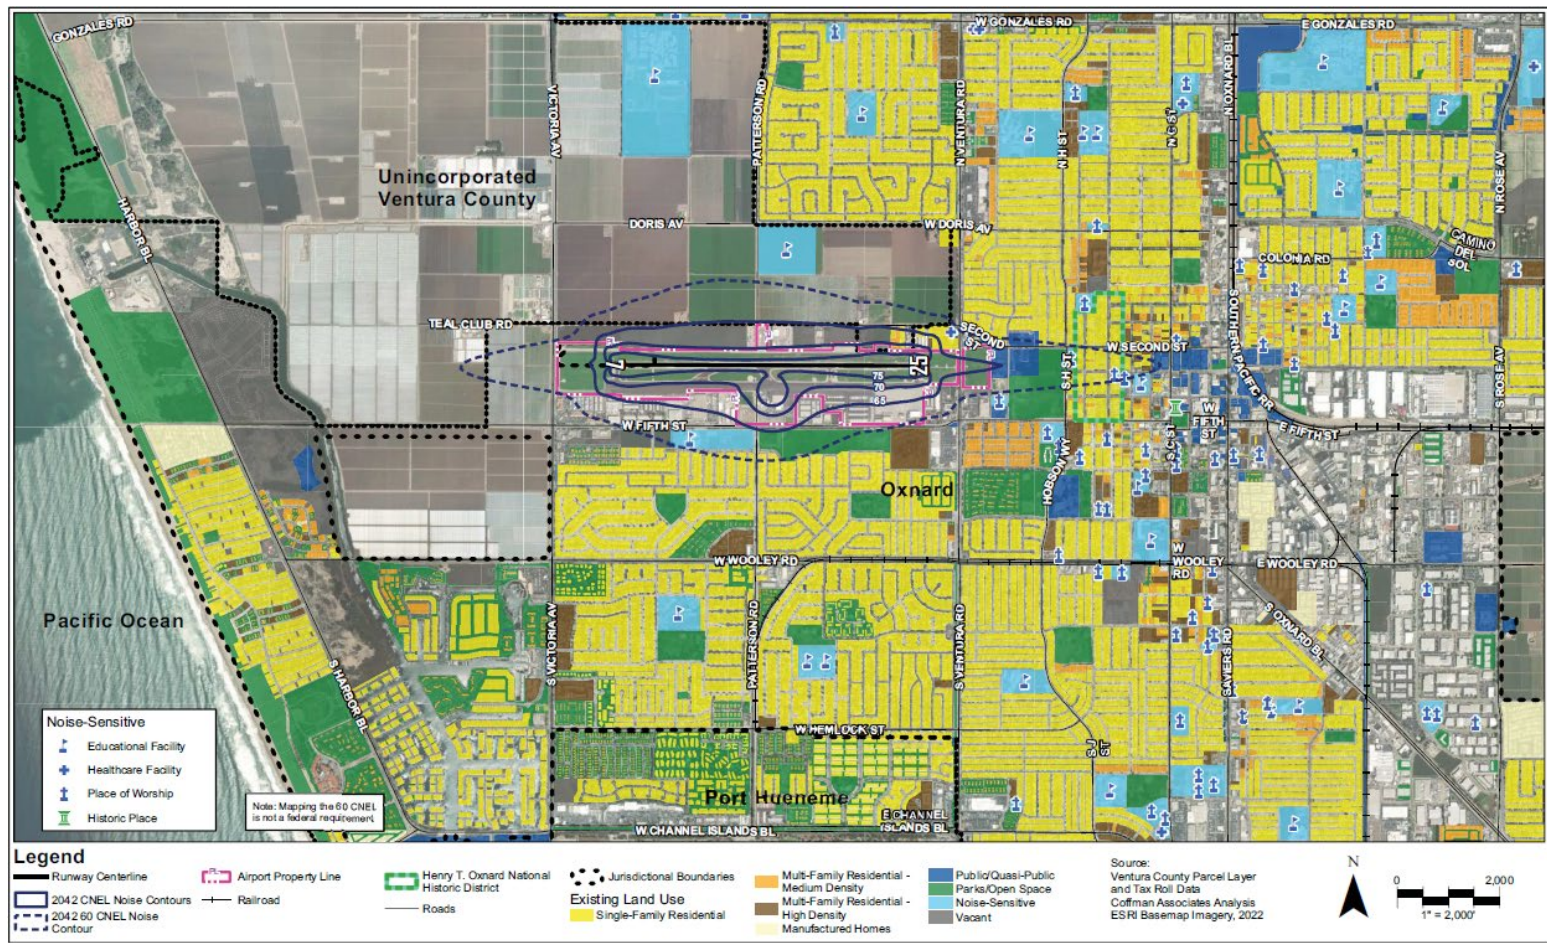 GONZALES RD
W GONZALES RD
E GONZALES RD
VICTORIA AV
PATTERSON RD
N VENTURA RD
N H ST
N C ST
N OXNARD BL
N ROSE AV
Unincorporated
Ventura County
HARBOR BL
DORIS AV
W DORIS AV
CAMINO
DEL
SOL
COLONIA RD
SOUTHERN PACIFIC RR
TEAL CLUB RD
SECOND
ST
W SECOND ST
S H ST
7
25
75
70
65
S ROSE AV
W FIFTH ST
W
FIFTH
ST
E FIFTH ST
S C ST
HOBSON WY
Oxnard
W WOOLEY RD
W
WOOLEY
RD
E WOOLEY RD
Pacific Ocean
S VICTORIA AV
PATTERSON RD
S VENTURA RD
SAVIERS RD
S OXNARD BL
S HARBOR BL
W HEMLOCK ST
S J
ST
Port Hueneme
E CHANNEL
ISLANDS BL
W CHANNEL ISLANDS BL
Noise-Sensitive
Educational Facility
Healthcare Facility
Place of Worship
Historic Place
Note: Mapping the 60 CNEL
is not a federal requirement.
Legend
Runway Centerline
2042 CNEL Noise Contours
2042 60 CNEL Noise
Contour
Airport Property Line
Railroad
Henry T. Oxnard National
Historic District
Roads
Jurisdictional Boundaries
Existing Land Use
Single-Family Residential
Multi-Family Residential -
Medium Density
Multi-Family Residential -
High Density
Manufactured Homes
Public/Quasi-Public
Parks/Open Space
Noise-Sensitive
Vacant
Source:
Ventura County Parcel Layer
and Tax Roll Data
Coffman Associates Analysis
ESRI Basemap Imagery, 2022
N
0 2,000
1" = 2,000'